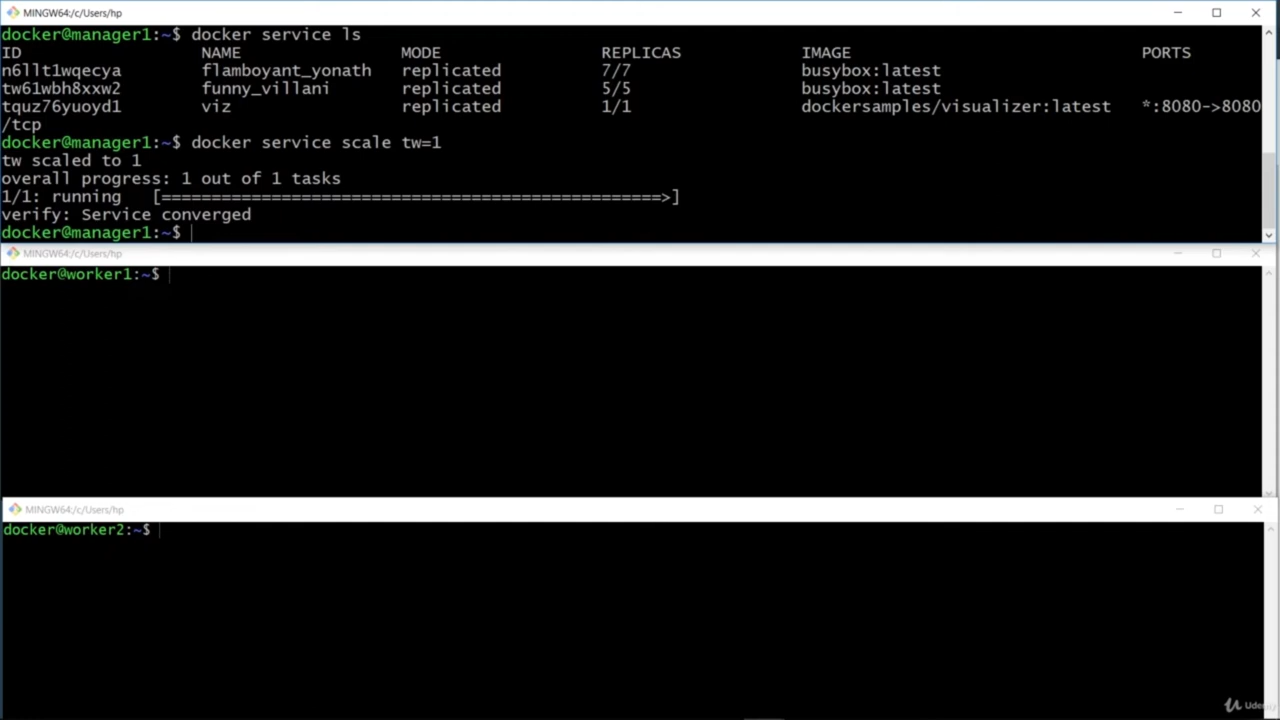 MINGW64:/c/Users/hp
docker@manager1:~$ docker service ls
ID NAME MODE REPLICAS IMAGE PORTS
n6llt1wqecya flamboyant_yonath replicated 7/7 busybox:latest
tw61wbh8xxw2 funny_villani replicated 5/5 busybox:latest
tquz76yuoyd1 viz replicated 1/1 dockersamples/visualizer:latest *:8080->8080
/tcp
docker@manager1:~$ docker service scale tw=1
tw scaled to 1
overall progress: 1 out of 1 tasks
1/1: running [==================================================>]
verify: Service converged
docker@manager1:~$
MINGW64:/c/Users/hp
docker@worker1:~$
MINGW64:/c/Users/hp
docker@worker2:~$